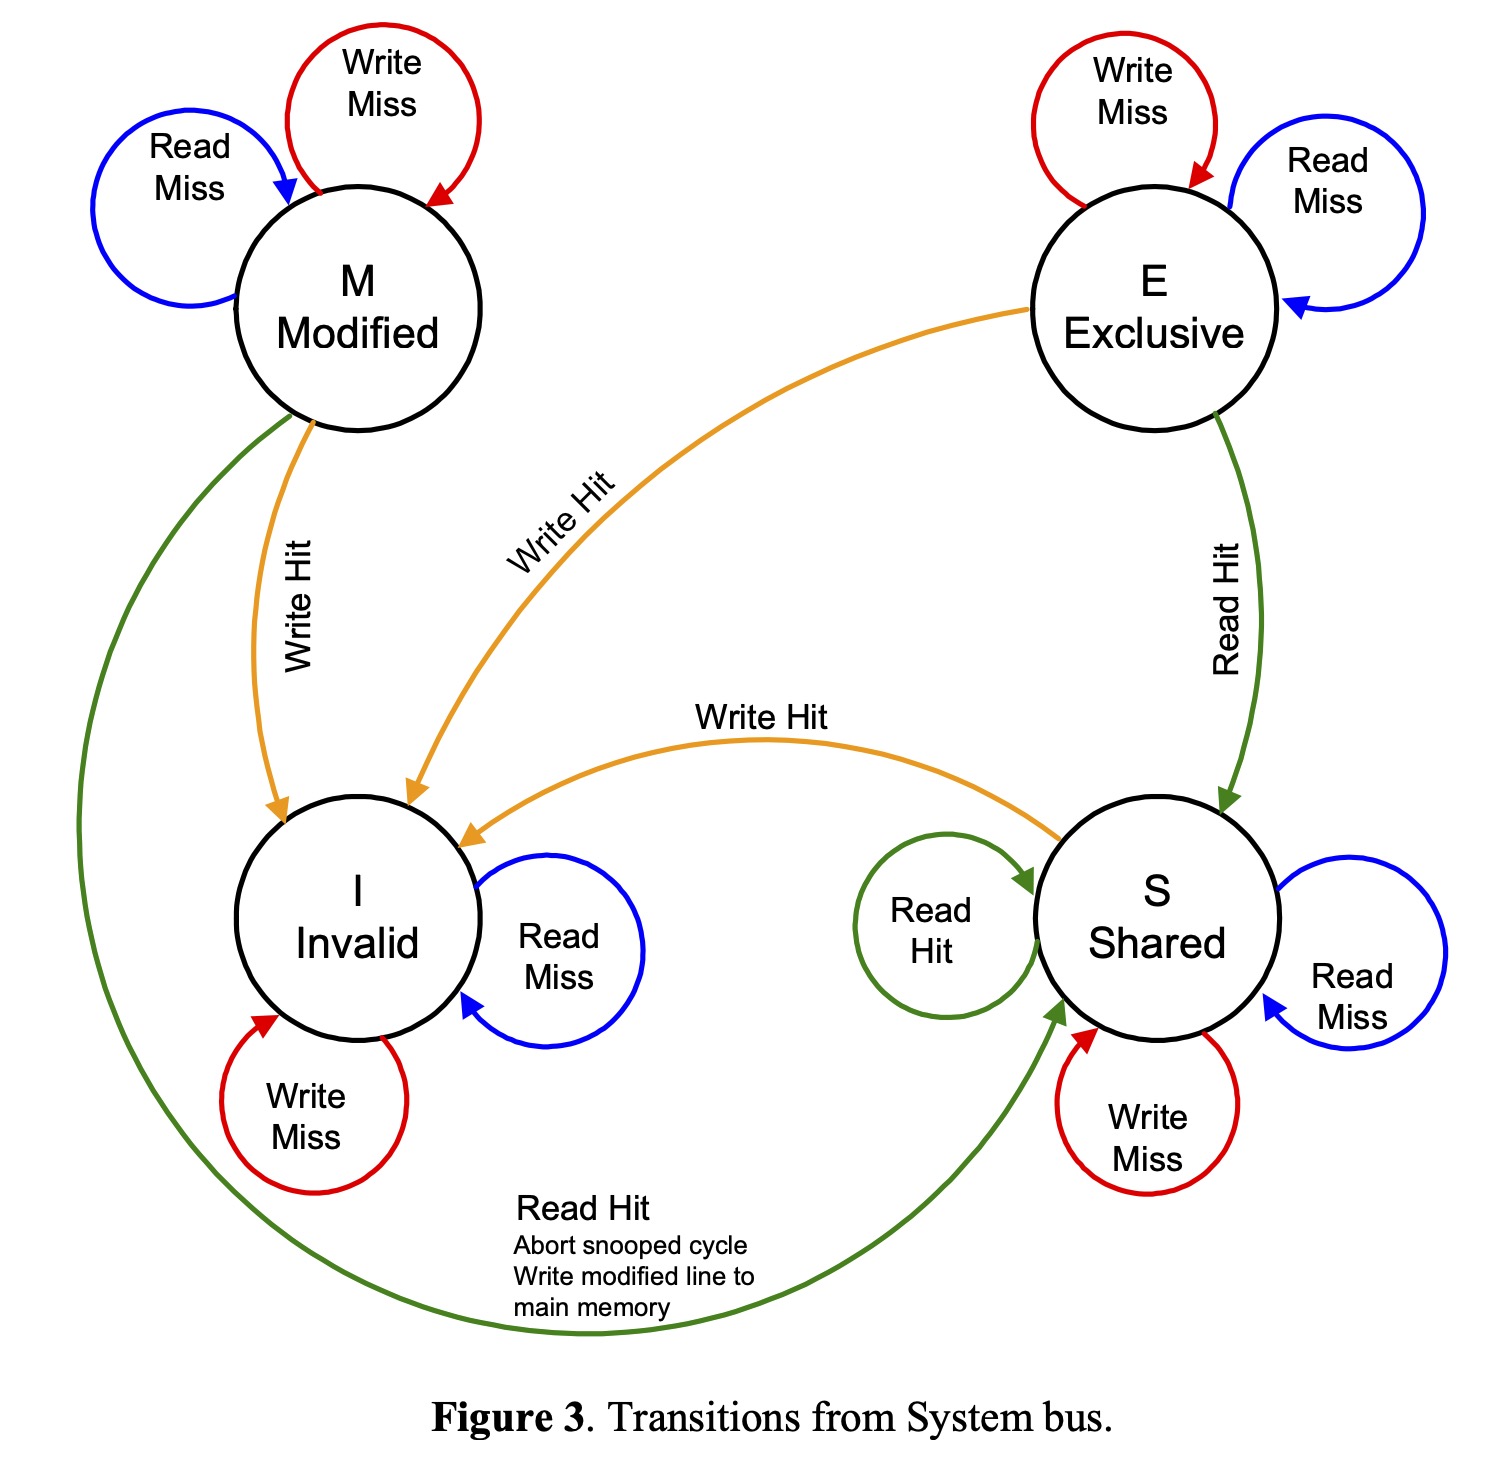 Write
Miss
Read
Miss
M
Modified
Write
Miss
Read
Miss
E
Exclusive
Write Hit
Write Hit
Read Hit
Write Hit
I
Invalid
Read
Miss
Write
Miss
Read
Hit
S
Shared
Read
Miss
Write
Miss
Read Hit
Abort snooped cycle
Write modified line to
main memory
Figure 3. Transitions from System bus.